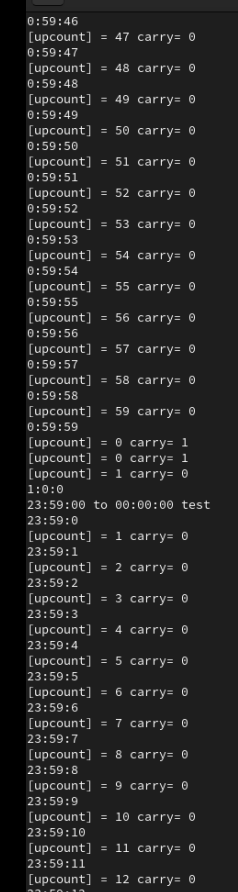 0:59:46
[upcount] = 47 carry= 0
0:59:47
[upcount] = 48 carry= 0
0:59:48
[upcount] = 49 carry= 0
0:59:49
[upcount] = 50 carry= 0
0:59:50
[upcount] = 51 carry= 0
0:59:51
[upcount] = 52 carry= 0
0:59:52
[upcount] = 53 carry= 0
0:59:53
[upcount] = 54 carry= 0
0:59:54
[upcount] = 55 carry= 0
0:59:55
[upcount] = 56 carry= 0
0:59:56
[upcount] = 57 carry= 0
0:59:57
[upcount] = 58 carry= 0
0:59:58
[upcount] = 59 carry= 0
0:59:59
[upcount] = 0 carry= 1
[upcount] = 0 carry= 1
[upcount] = 1 carry= 0
1:0:0
23:59:00 to 00:00:00 test
23:59:0
[upcount] = 1 carry= 0
23:59:1
[upcount] = 2 carry= 0
23:59:2
[upcount] = 3 carry= 0
23:59:3
[upcount] = 4 carry= 0
23:59:4
[upcount] = 5 carry= 0
23:59:5
[upcount] = 6 carry= 0
23:59:6
[upcount] = 7 carry= 0
23:59:7
[upcount] = 8 carry= 0
23:59:8
[upcount] = 9 carry= 0
23:59:9
[upcount] = 10 carry= 0
23:59:10
[upcount] = 11 carry= 0
23:59:11
[upcount] = 12 carry= 0